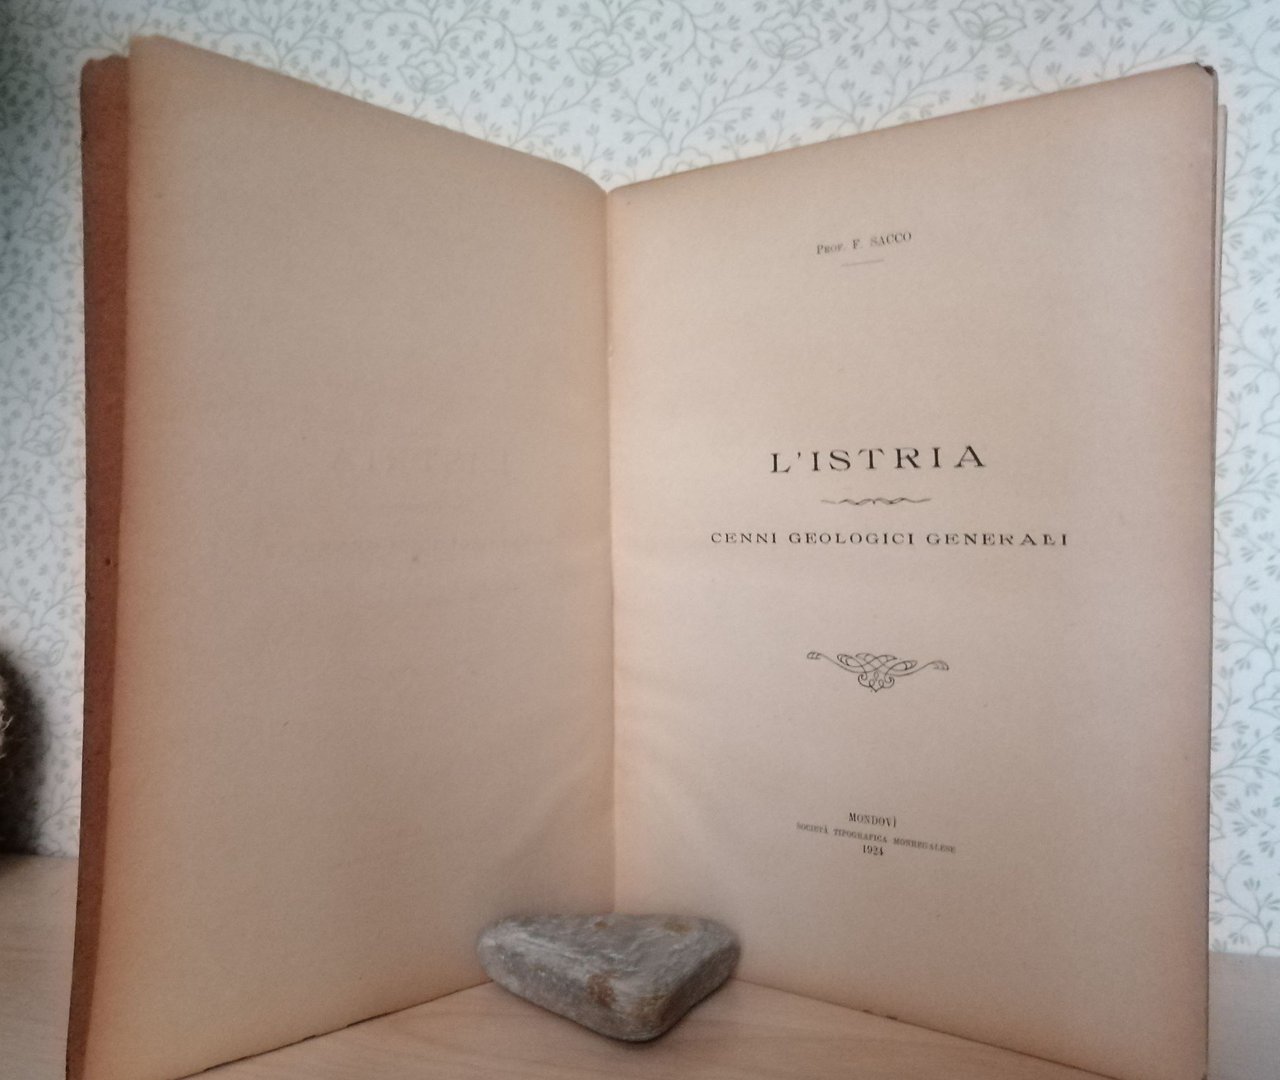 PROF. F. SACCO
L'ISTRIA
CENNI GEOLOGICI GENERALI
MONDOVÌ
SOCIETÀ TIPOGRAFICA MONREGALESE
1924